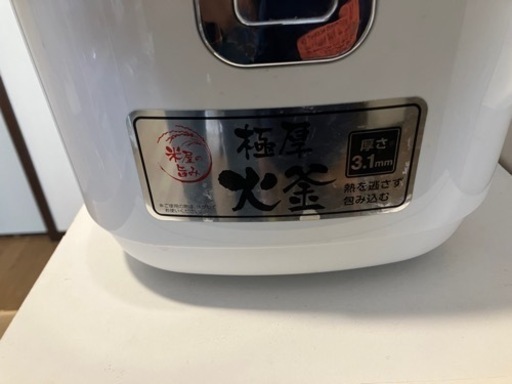 米屋の
旨み
極厚
火釜
厚さ
3.1mm
熱を逃さず
包み込む